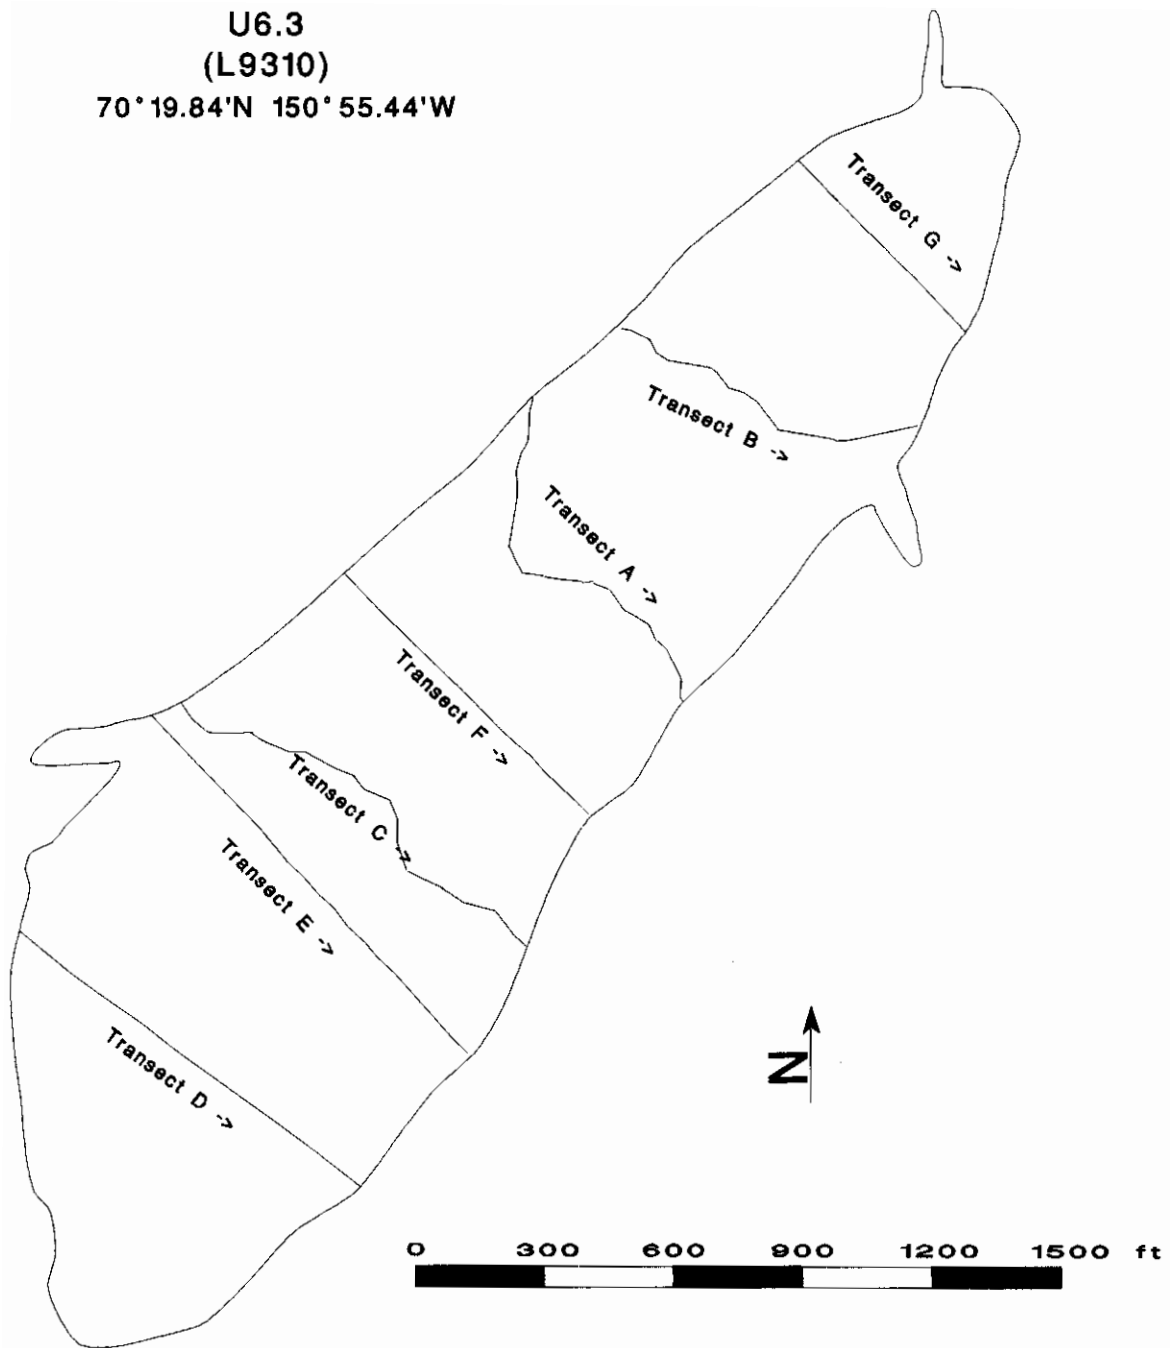 U6.3
(L9310)
70°19.84'N 150°55.44'W
Transect G ->
Transect B ->
Transect A ->
Transect F ->
Transect C ->
Transect E ->
Transect D ->
N
0 300 600 900 1200 1500 ft